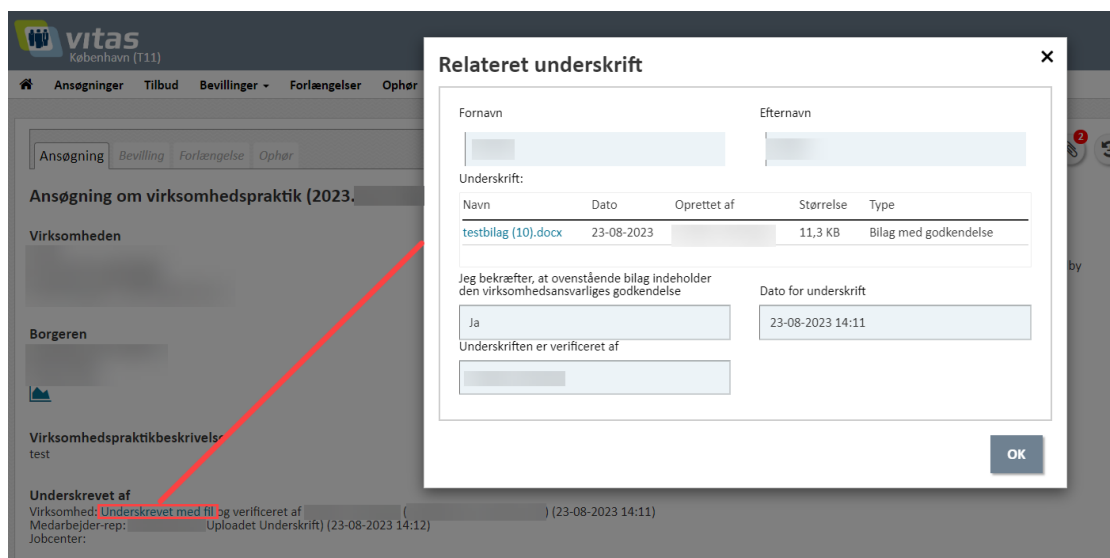 vitas
København (T11)
Ansøgninger Tilbud Bevillinger Forlængelser Ophør
Ansøgning Bevilling Forlængelse Ophør
2
Ansøgning om virksomhedspraktik (2023.
Virksomheden
by
Borgeren
Virksomhedspraktikbeskrivelse
test
Underskrevet af
Virksomhed: Underskrevet med fil og verificeret af ( ) (23-08-2023 14:11)
Medarbejder-rep: Uploadet Underskrift) (23-08-2023 14:12)
Jobcenter:
Relateret underskrift
Fornavn Efternavn
Underskrift:
Navn Dato Oprettet af Størrelse Type
testbilag (10).docx 23-08-2023 11,3 KB Bilag med godkendelse
Jeg bekræfter, at ovenstående bilag indeholder
den virksomhedsansvarliges godkendelse Dato for underskrift
Ja 23-08-2023 14:11
Underskriften er verificeret af
OK